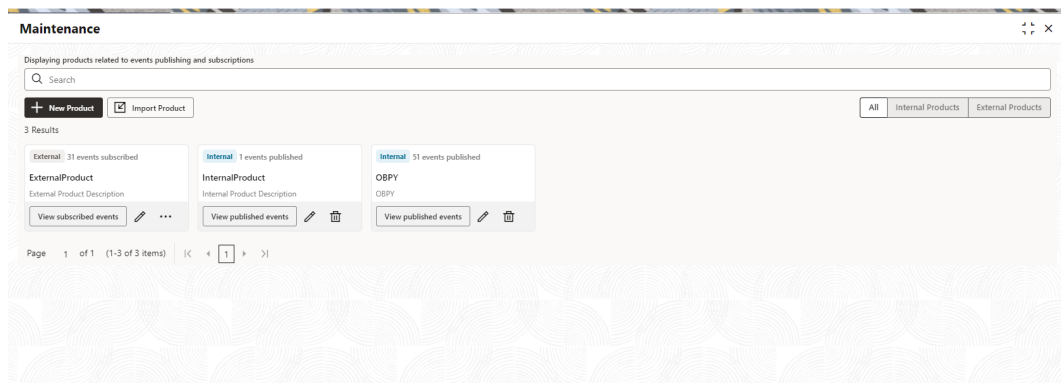 Maintenance
Displaying products related to events publishing and subscriptions
Search
New Product Import Product All Internal Products External Products
3 Results
External 31 events subscribed Internal 1 events published Internal 51 events published
ExternalProduct InternalProduct OBPY
External Product Description Internal Product Description OBPY
View subscribed events View published events View published events
Page 1 of 1 (1-3 of 3 items) 1